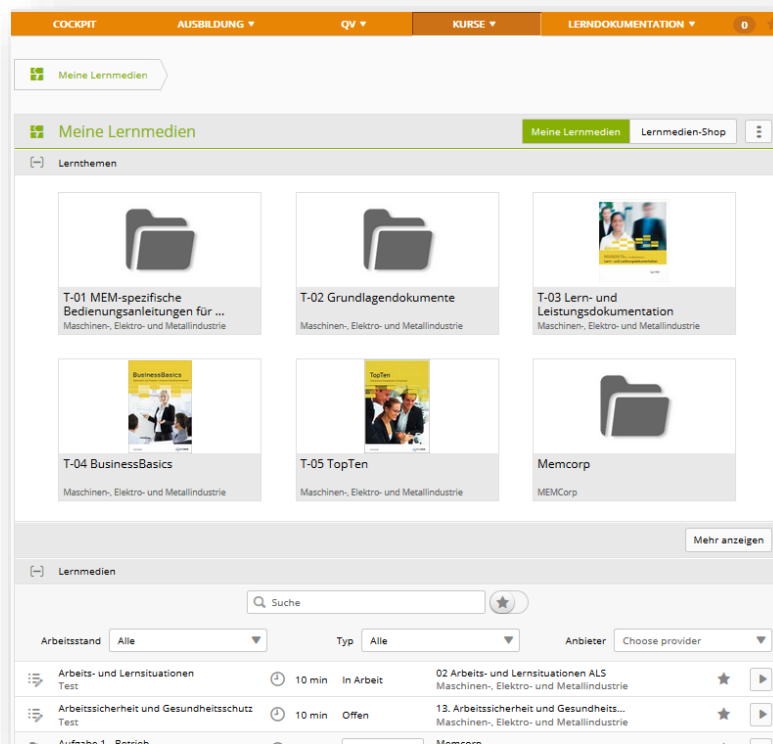 COCKPIT AUSBILDUNG QV KURSE LERNDOKUMENTATION 0
Meine Lernmedien
Meine Lernmedien Meine Lernmedien Lernmedien-Shop
Lernthemen
T-01 MEM-spezifische
Bedienungsanleitungen für ...
Maschinen-, Elektro- und Metallindustrie
T-02 Grundlagendokumente
Maschinen-, Elektro- und Metallindustrie
T-03 Lern- und
Leistungsdokumentation
Maschinen-, Elektro- und Metallindustrie
BusinessBasics
T-04 BusinessBasics
Maschinen-, Elektro- und Metallindustrie
TopTen
T-05 TopTen
Maschinen-, Elektro- und Metallindustrie
Memcorp
MEMCorp
Mehr anzeigen
Lernmedien
Suche
Arbeitsstand Alle Typ Alle Anbieter Choose provider
Arbeits- und Lernsituationen 10 min In Arbeit 02 Arbeits- und Lernsituationen ALS
Test Maschinen-, Elektro- und Metallindustrie
Arbeitssicherheit und Gesundheitsschutz 10 min Offen 13. Arbeitssicherheit und Gesundheits...
Test Maschinen-, Elektro- und Metallindustrie
Aufgabe 1 - Betrieb Memcorp